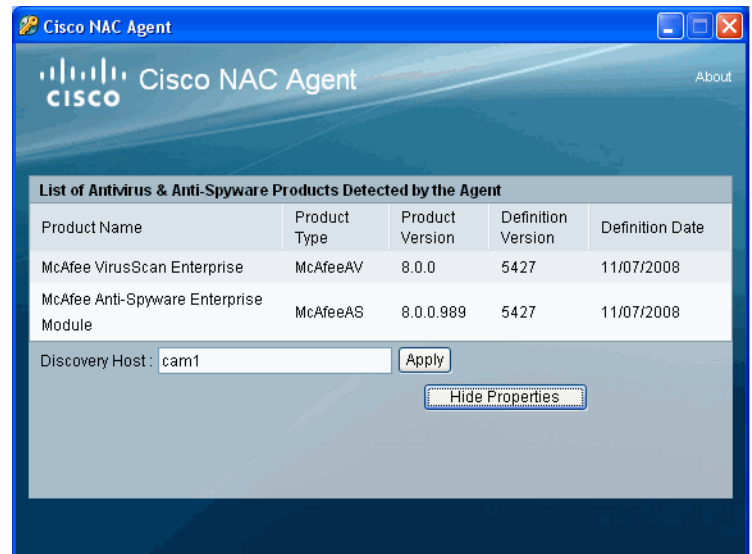 Cisco NAC Agent
CISCO Cisco NAC Agent About
List of Antivirus & Anti-Spyware Products Detected by the Agent
Product Name Product Type Product Version Definition Version Definition Date
McAfee VirusScan Enterprise McAfeeAV 8.0.0 5427 11/07/2008
McAfee Anti-Spyware Enterprise Module McAfeeAS 8.0.0.989 5427 11/07/2008
Discovery Host : cam1 Apply
Hide Properties